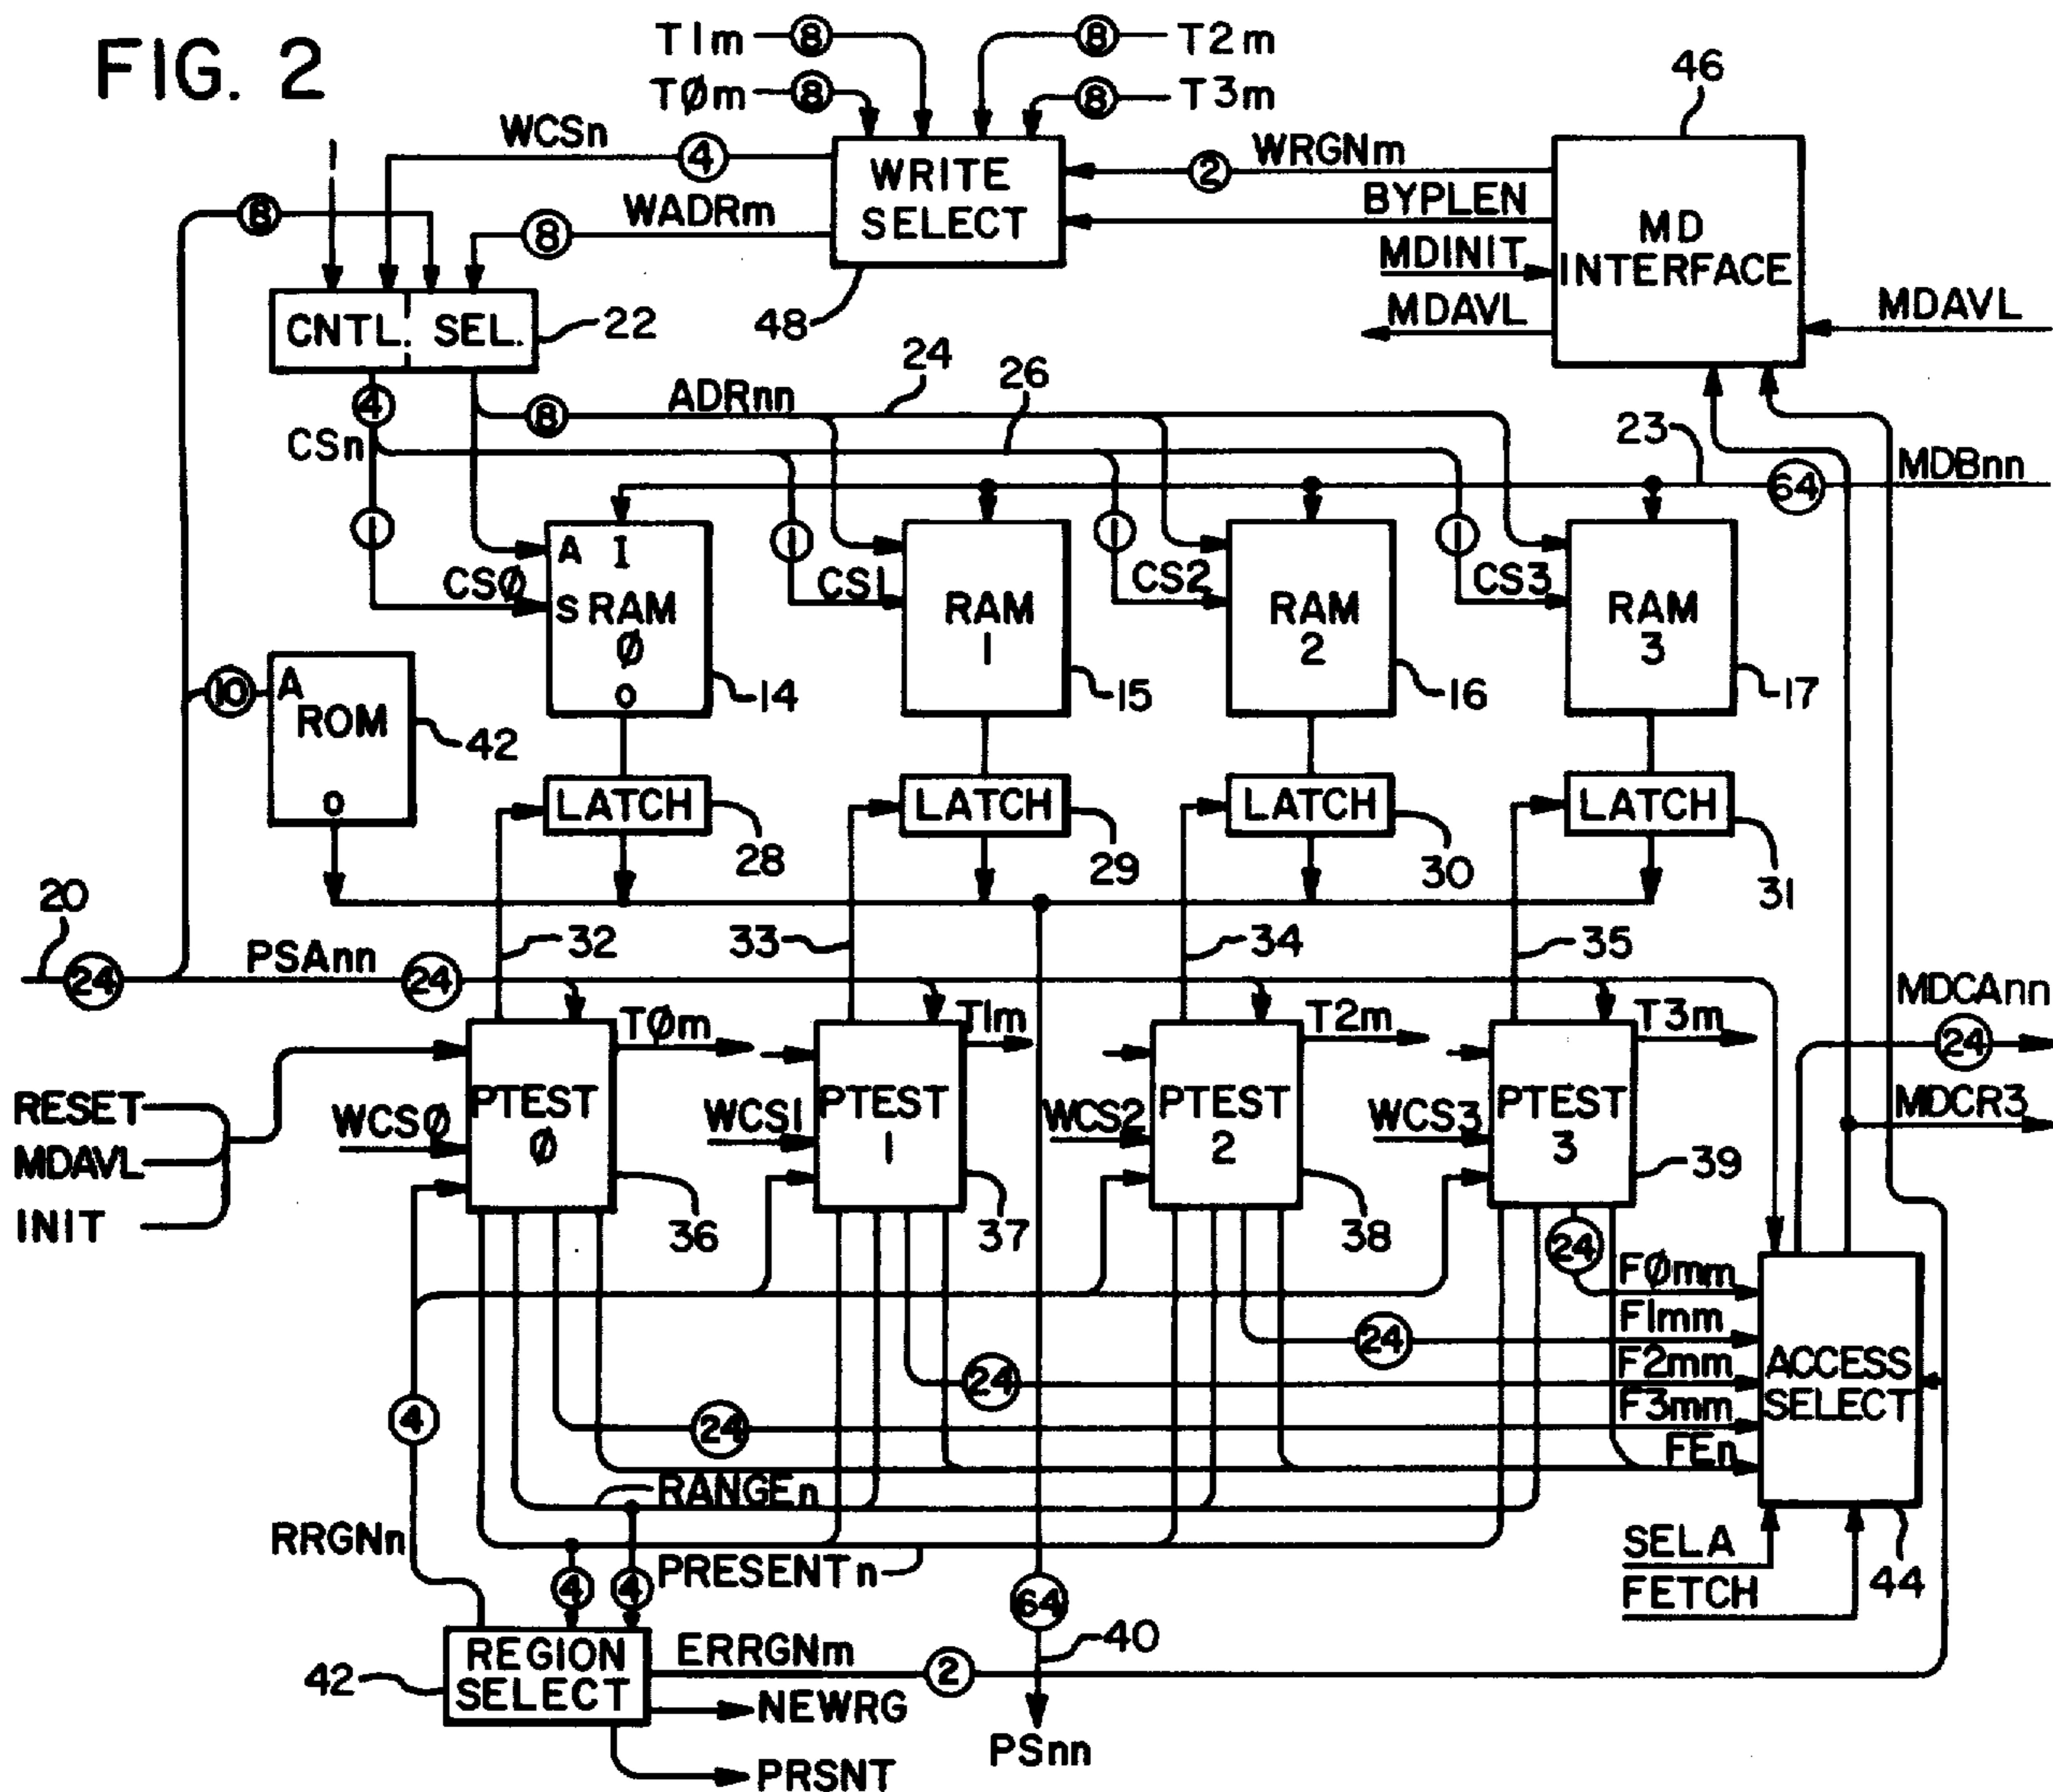 FIG. 2
T1m 8 8 T2m
TØm 8 8 T3m
46
WCSn 4
WRITE SELECT
WRGNm 2
BYPLEN
MD INTERFACE
8 WADRm 8
MDINIT
MDAVL
MDAVL
48
CNTL. SEL. 22
24
26
4 8 ADRnn
CSn
23
64 MDBnn
1 1 1 1
A I
CSØ S RAM Ø O 14
CS1 RAM 1 15
CS2 RAM 2 16
CS3 RAM 3 17
10 A ROM O 42
LATCH 28
LATCH 29
LATCH 30
LATCH 31
20
24 PSAnn 24
32 33 34 35
MDCAnn
24
MDCR3
TØm T1m T2m T3m
RESET
MDAVL
INIT
WCSØ PTEST Ø 36
WCS1 PTEST 1 37
WCS2 PTEST 2 38
WCS3 PTEST 3 39
24 FØmm
24 F1mm
24 F2mm
24 F3mm
FEn
ACCESS SELECT
4
RANGEn
RRGNn
PRESENTn
4 4
64
SELA
FETCH
44
40
42 REGION SELECT
ERRGNm 2
NEWRG
PRSNT
PSnn